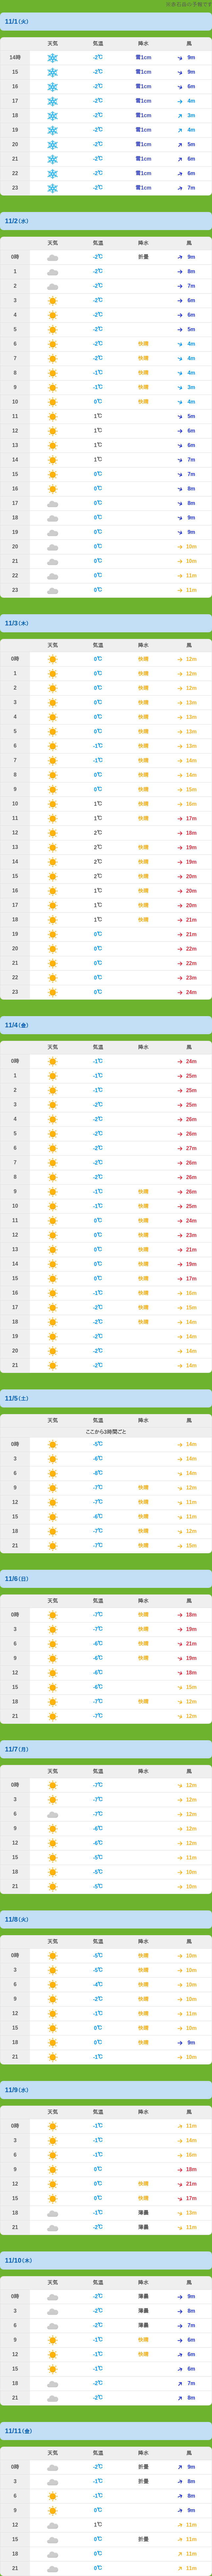 11/1(火)
天気 気温 降水 風
14時 -2℃ 雪1cm 9m
15 -2℃ 雪1cm 9m
16 -2℃ 雪1cm 6m
17 -2℃ 雪1cm 4m
18 -2℃ 雪1cm 3m
19 -2℃ 雪1cm 4m
20 -2℃ 雪1cm 5m
21 -2℃ 雪1cm 6m
22 -2℃ 雪1cm 6m
23 -2℃ 雪1cm 7m
11/2(水)
天気 気温 降水 風
0時 -2℃ 折曇 9m
1 -2℃ 8m
2 -2℃ 7m
3 -2℃ 6m
4 -2℃ 6m
5 -2℃ 5m
6 -2℃ 快晴 4m
7 -2℃ 快晴 4m
8 -1℃ 快晴 4m
9 -1℃ 快晴 3m
10 0℃ 快晴 4m
11 1℃ 5m
12 1℃ 6m
13 1℃ 6m
14 1℃ 7m
15 0℃ 7m
16 0℃ 8m
17 0℃ 8m
18 0℃ 9m
19 0℃ 9m
20 0℃ 10m
21 0℃ 10m
22 0℃ 11m
23 0℃ 11m
11/3(木)
天気 気温 降水 風
0時 0℃ 快晴 12m
1 0℃ 快晴 12m
2 0℃ 快晴 12m
3 0℃ 快晴 13m
4 0℃ 快晴 13m
5 0℃ 快晴 13m
6 -1℃ 快晴 13m
7 -1℃ 快晴 14m
8 0℃ 快晴 14m
9 0℃ 快晴 15m
10 1℃ 快晴 16m
11 1℃ 快晴 17m
12 2℃ 18m
13 2℃ 快晴 19m
14 2℃ 快晴 19m
15 2℃ 快晴 20m
16 1℃ 快晴 20m
17 1℃ 快晴 20m
18 1℃ 快晴 21m
19 0℃ 21m
20 0℃ 22m
21 0℃ 22m
22 0℃ 23m
23 0℃ 24m
11/4(金)
天気 気温 降水 風
0時 -1℃ 24m
1 -1℃ 25m
2 -1℃ 25m
3 -2℃ 25m
4 -2℃ 26m
5 -2℃ 26m
6 -2℃ 27m
7 -2℃ 26m
8 -2℃ 26m
9 -1℃ 快晴 26m
10 -1℃ 快晴 25m
11 0℃ 快晴 24m
12 0℃ 快晴 23m
13 0℃ 快晴 21m
14 0℃ 快晴 19m
15 0℃ 快晴 17m
16 -1℃ 快晴 16m
17 -2℃ 快晴 15m
18 -2℃ 快晴 14m
19 -2℃ 14m
20 -2℃ 14m
21 -2℃ 14m
11/5(土)
天気 気温 降水 風
ここから3時間ごと
0時 -5℃ 14m
3 -6℃ 14m
6 -8℃ 14m
9 -7℃ 快晴 12m
12 -7℃ 快晴 11m
15 -6℃ 快晴 11m
18 -7℃ 快晴 12m
21 -7℃ 快晴 15m
11/6(日)
天気 気温 降水 風
0時 -7℃ 快晴 18m
3 -7℃ 快晴 19m
6 -6℃ 快晴 21m
9 -6℃ 快晴 19m
12 -6℃ 18m
15 -6℃ 15m
18 -7℃ 快晴 12m
21 -7℃ 12m
11/7(月)
天気 気温 降水 風
0時 -7℃ 12m
3 -7℃ 12m
6 -7℃ 12m
9 -6℃ 12m
12 -6℃ 12m
15 -5℃ 11m
18 -5℃ 10m
21 -5℃ 10m
11/8(火)
天気 気温 降水 風
0時 -5℃ 快晴 10m
3 -5℃ 快晴 10m
6 -4℃ 快晴 10m
9 -2℃ 快晴 10m
12 -1℃ 快晴 11m
15 0℃ 快晴 10m
18 0℃ 快晴 9m
21 -1℃ 10m
11/9(水)
天気 気温 降水 風
0時 -1℃ 11m
3 -1℃ 14m
6 -1℃ 16m
9 0℃ 18m
12 0℃ 快晴 21m
15 0℃ 快晴 17m
18 -1℃ 薄曇 13m
21 -2℃ 薄曇 11m
11/10(木)
天気 気温 降水 風
0時 -2℃ 薄曇 9m
3 -2℃ 薄曇 8m
6 -2℃ 薄曇 7m
9 -1℃ 快晴 6m
12 -1℃ 快晴 6m
15 -1℃ 6m
18 -2℃ 7m
21 -2℃ 8m
11/11(金)
天気 気温 降水 風
0時 -2℃ 折曇 9m
3 -1℃ 折曇 8m
6 -1℃ 8m
9 0℃ 9m
12 1℃ 11m
15 0℃ 折曇 11m
18 0℃ 11m
21 0℃ 11m